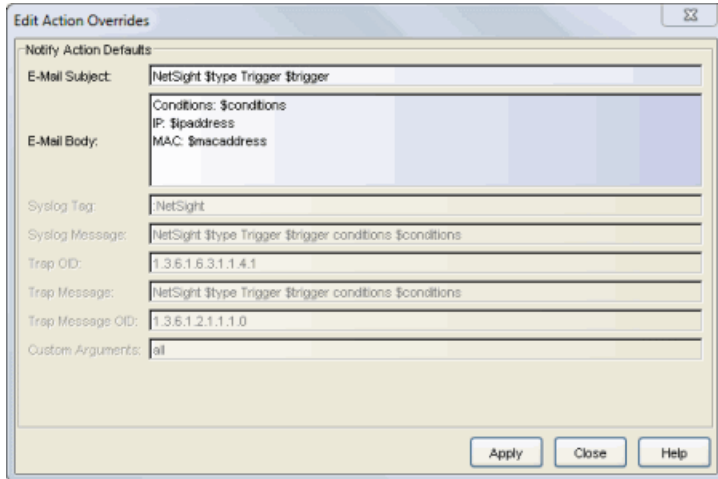 Edit Action Overrides
Notify Action Defaults
E-Mail Subject: NetSight $type Trigger $trigger
E-Mail Body: Conditions: $conditions
IP: $ipaddress
MAC: $macaddress
Syslog Tag: :NetSight
Syslog Message: NetSight $type Trigger $trigger conditions $conditions
Trap OID: 1.3.6.1.6.3.1.1.4.1
Trap Message: NetSight $type Trigger $trigger conditions $conditions
Trap Message OID: 1.3.6.1.2.1.1.1.0
Custom Arguments: all
Apply Close Help